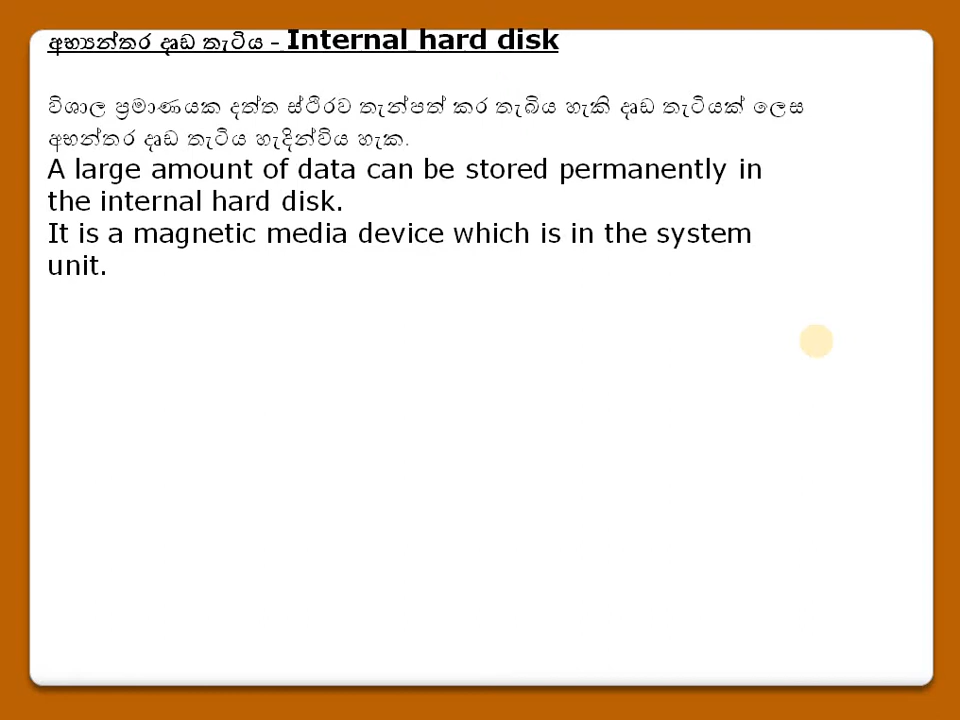 අභ්‍යන්තර දෘඩ තැටිය - Internal hard disk
විශාල ප්‍රමාණයක දත්ත ස්ථිරව තැන්පත් කර තැබිය හැකි දෘඩ තැටියක් ලෙස
අභන්තර දෘඩ තැටිය හැදින්විය හැක.
A large amount of data can be stored permanently in
the internal hard disk.
It is a magnetic media device which is in the system
unit.